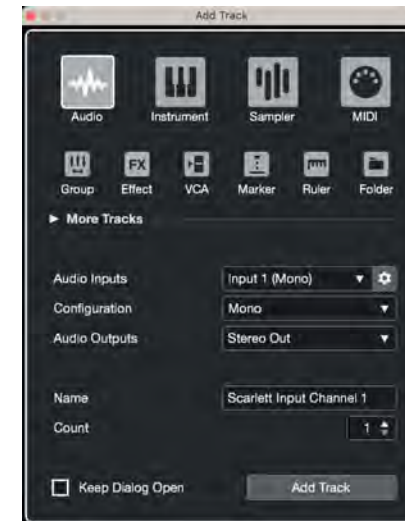 Add Track
Audio Instrument Sampler MIDI
FX
Group Effect VCA Marker Ruler Folder
▶ More Tracks
Audio Inputs Input 1 (Mono)
Configuration Mono
Audio Outputs Stereo Out
Name Scarlett Input Channel 1
Count 1
Keep Dialog Open Add Track